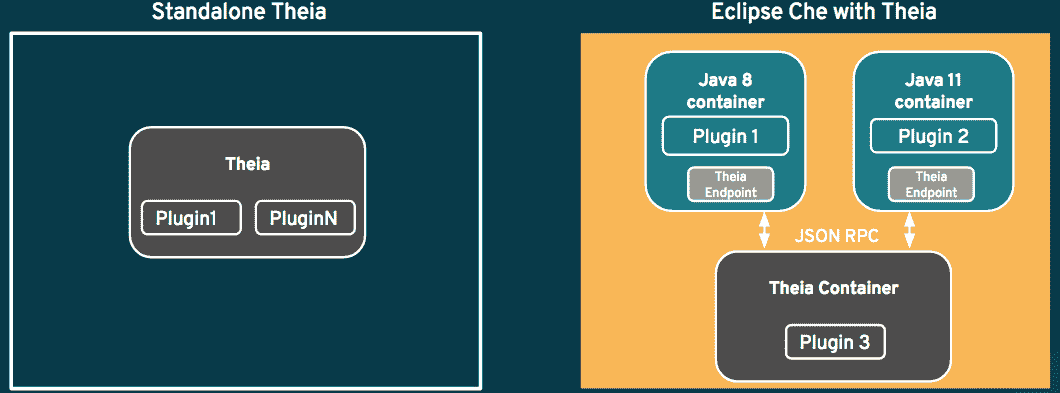 Standalone Theia
Theia
Plugin1
PluginN
Eclipse Che with Theia
Java 8
container
Plugin 1
Theia
Endpoint
Java 11
container
Plugin 2
Theia
Endpoint
JSON RPC
Theia Container
Plugin 3